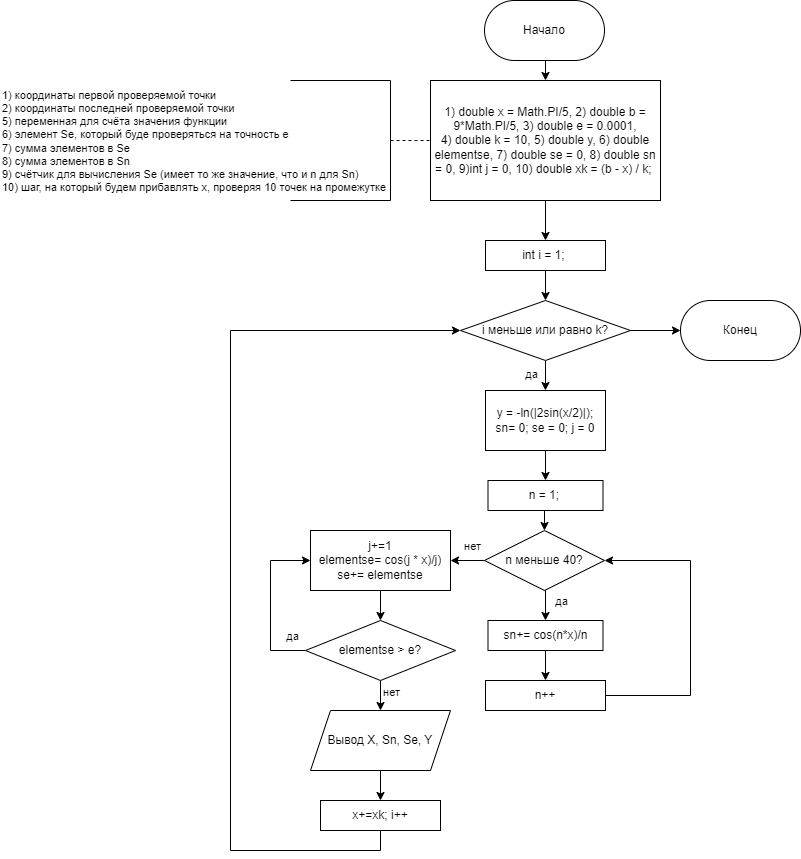 Начало
1) координаты первой проверяемой точки
2) координаты последней проверяемой точки
5) переменная для счёта значения функции
6) элемент Se, который буде проверяться на точность e
7) сумма элементов в Se
8) сумма элементов в Sn
9) счётчик для вычисления Se (имеет то же значение, что и n для Sn)
10) шаг, на который будем прибавлять x, проверяя 10 точек на промежутке
1) double x = Math.PI/5, 2) double b =
9*Math.PI/5, 3) double e = 0.0001,
4) double k = 10, 5) double y, 6) double
elementse, 7) double se = 0, 8) double sn
= 0, 9)int j = 0, 10) double xk = (b - x) / k;
int i = 1;
i меньше или равно k?
Конец
да
y = -ln(|2sin(x/2)|);
sn= 0; se = 0; j = 0
n = 1;
n меньше 40?
нет
j+=1
elementse= cos(j * x)/j)
se+= elementse
да
sn+= cos(n*x)/n
n++
elementse > e?
да
нет
Вывод X, Sn, Se, Y
x+=xk; i++